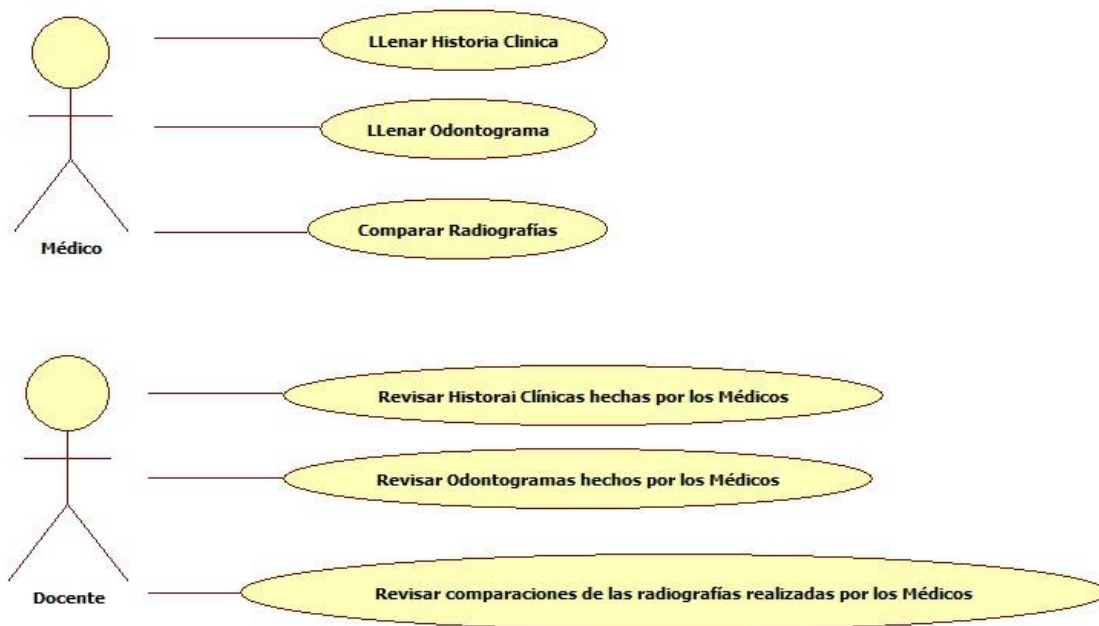 LLenar Historia Clinica
LLenar Odontograma
Comparar Radiografías
Médico
Revisar Historai Clínicas hechas por los Médicos
Revisar Odontogramas hechos por los Médicos
Revisar comparaciones de las radiografías realizadas por los Médicos
Docente